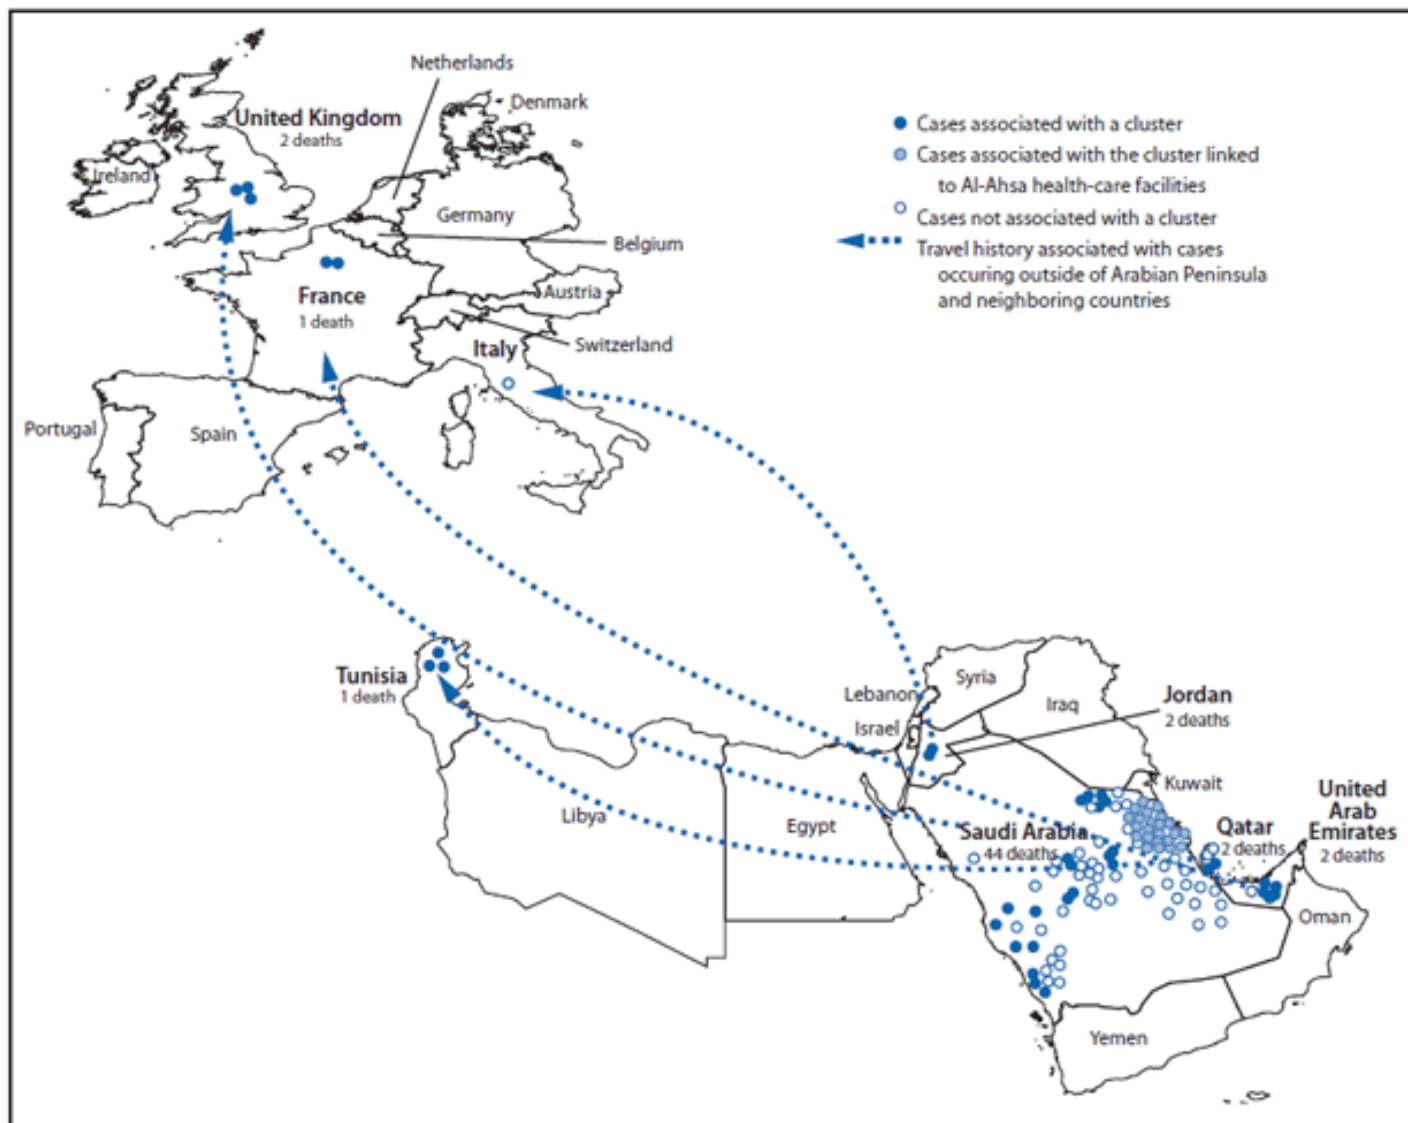 Netherlands
Denmark
United Kingdom
2 deaths
Ireland
Germany
Belgium
France
1 death
Austria
Switzerland
Italy
Portugal
Spain
Cases associated with a cluster
Cases associated with the cluster linked
to Al-Ahsa health-care facilities
Cases not associated with a cluster
Travel history associated with cases
occuring outside of Arabian Peninsula
and neighboring countries
Tunisia
1 death
Libya
Egypt
Lebanon
Syria
Israel
Iraq
Jordan
2 deaths
Kuwait
Saudi Arabia
44 deaths
Qatar
2 deaths
United
Arab
Emirates
2 deaths
Oman
Yemen